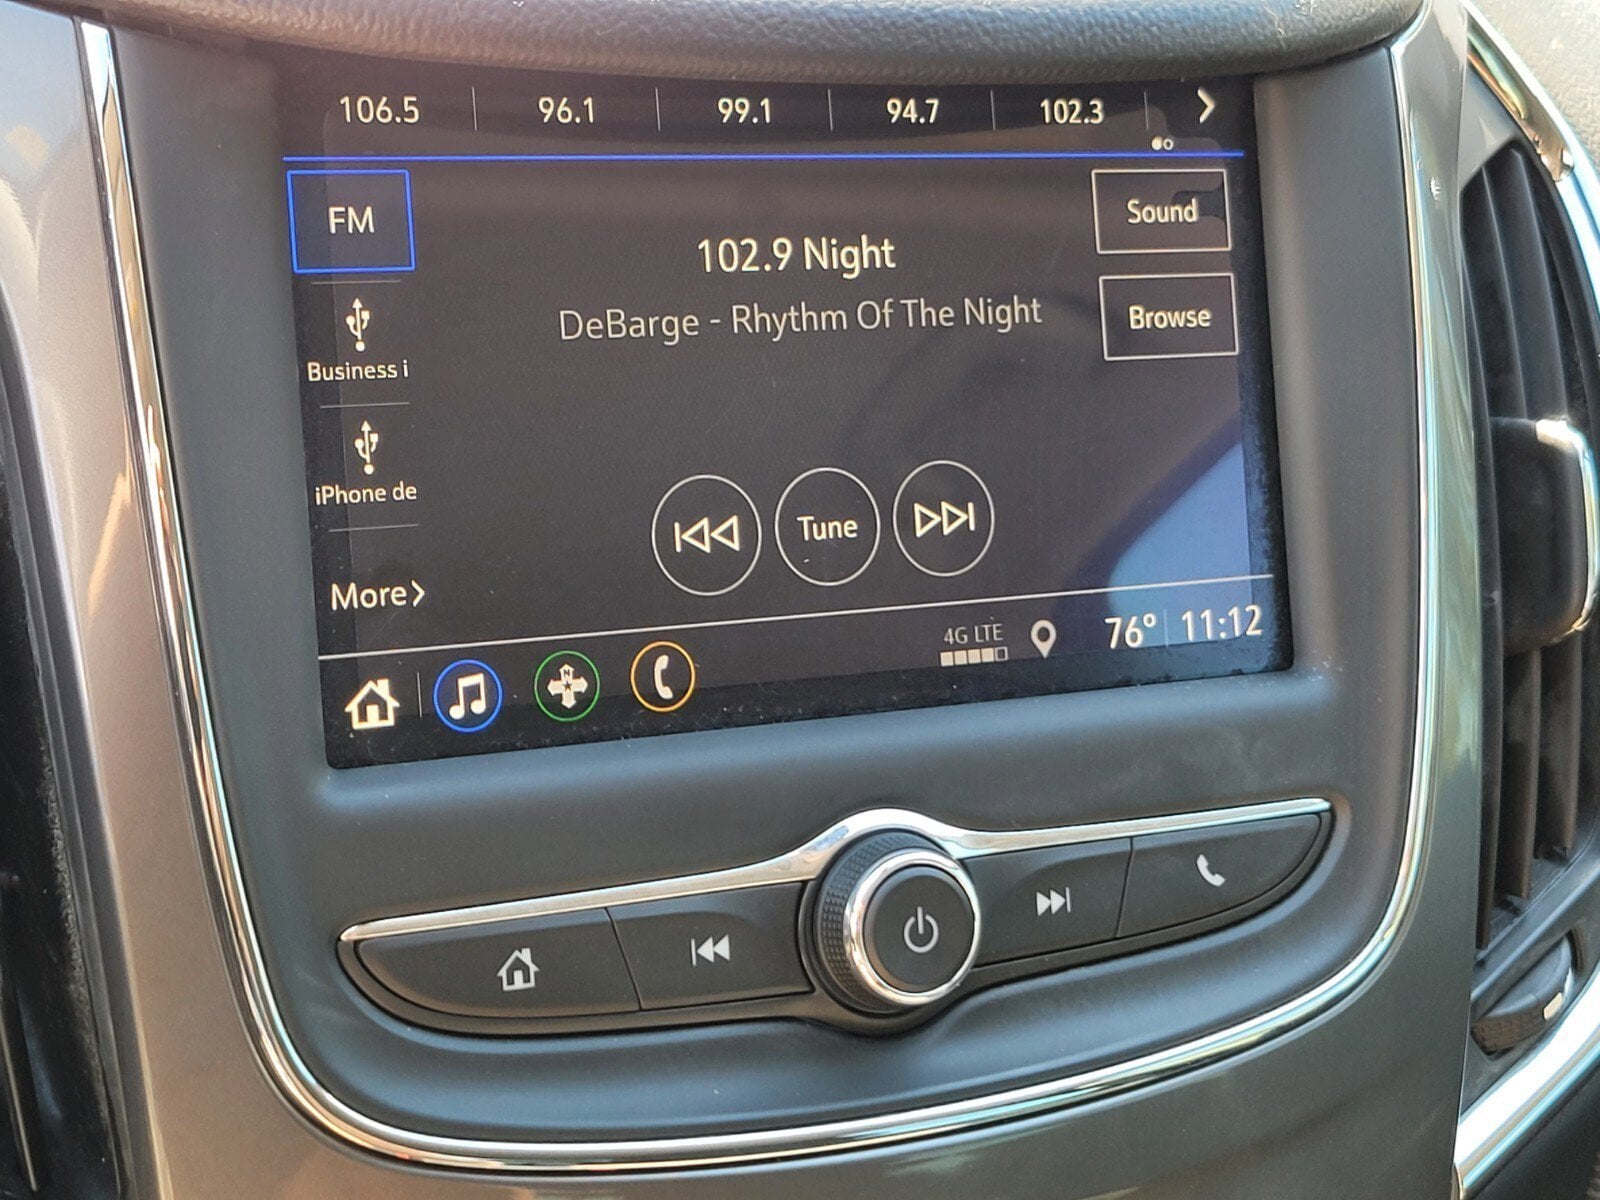 106.5 96.1 99.1 94.7 102.3
FM
Sound
102.9 Night
DeBarge - Rhythm Of The Night
Browse
Business i
iPhone de
Tune
More
4G LTE
76° 11:12
N